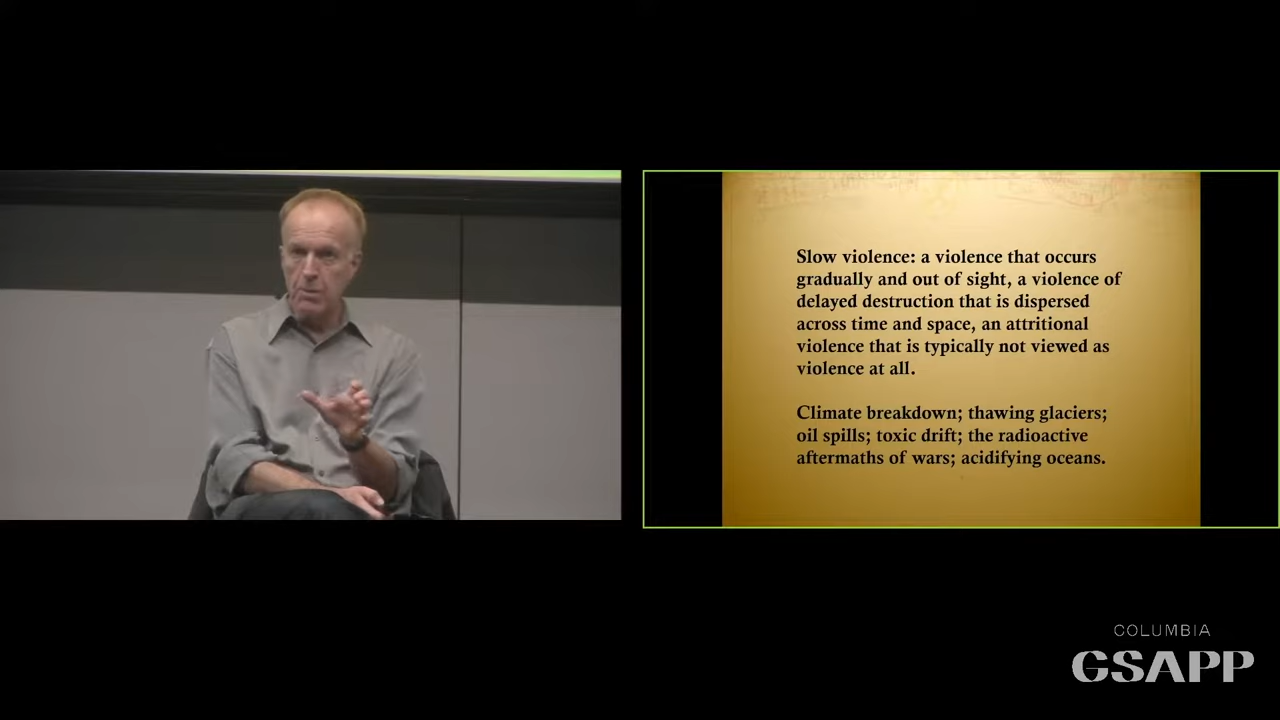 Slow violence: a violence that occurs
gradually and out of sight, a violence of
delayed destruction that is dispersed
across time and space, an attritional
violence that is typically not viewed as
violence at all.
Climate breakdown; thawing glaciers;
oil spills; toxic drift; the radioactive
aftermaths of wars; acidifying oceans.
COLUMBIA
GSAPP